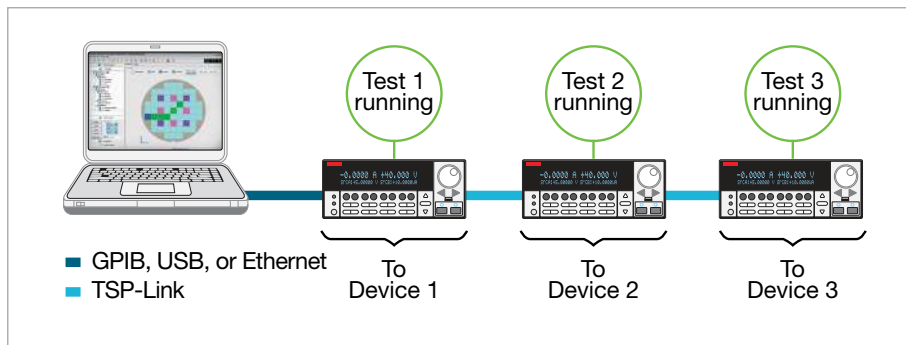 Test 1
running
Test 2
running
Test 3
running
-0.0000 A +40.000 V
-0.0000 A +40.000 V
-0.0000 A +40.000 V
To
Device 1
To
Device 2
To
Device 3
GPIB, USB, or Ethernet
TSP-Link